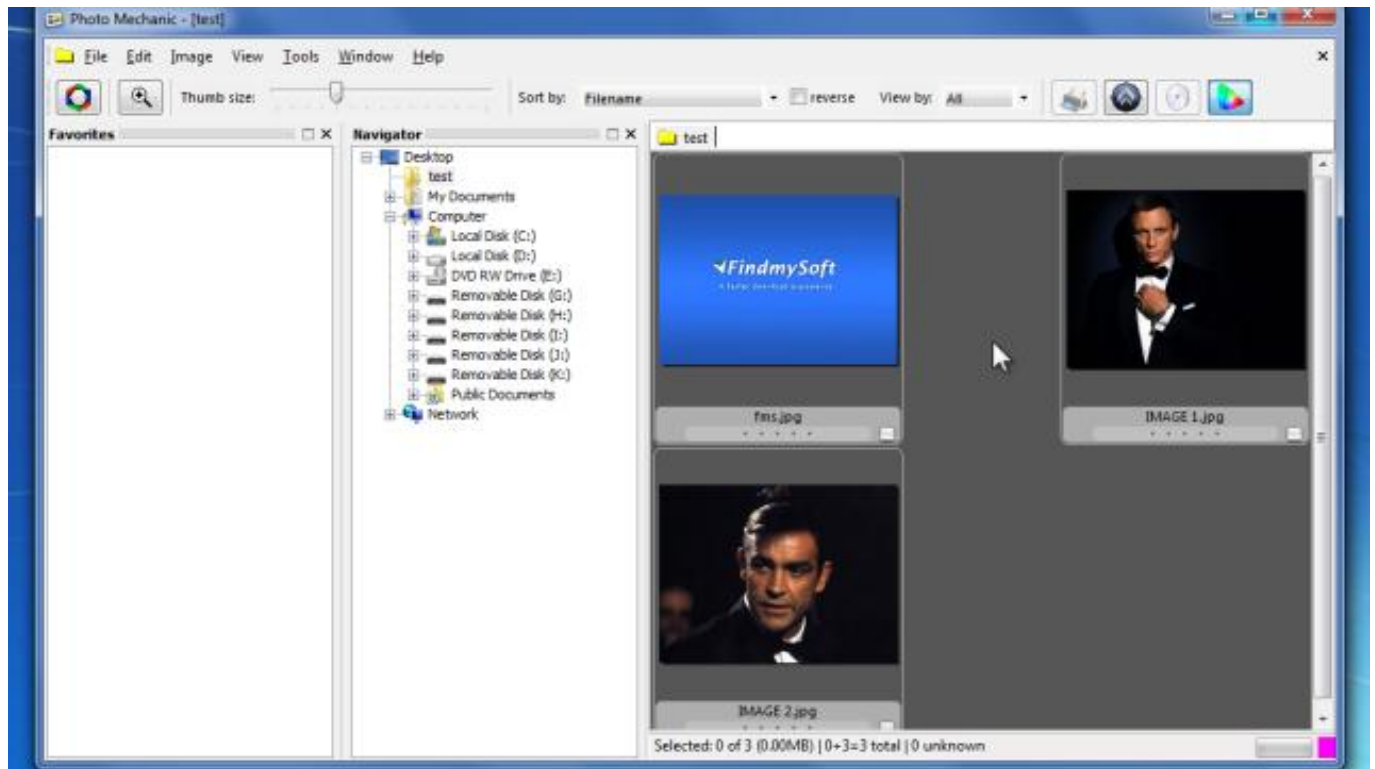 Photo Mechanic - [test]
File Edit Image View Tools Window Help
Thumb size: Sort by: Filename reverse View by: All
Favorites
Navigator
test
Desktop
test
My Documents
Computer
Local Disk (C:)
Local Disk (D:)
DVD RW Drive (E:)
Removable Disk (G:)
Removable Disk (H:)
Removable Disk (I:)
Removable Disk (J:)
Removable Disk (K:)
Public Documents
Network
FindmySoft
fms.jpg
IMAGE 1.jpg
IMAGE 2.jpg
Selected: 0 of 3 (0.00MB) | 0+3=3 total | 0 unknown